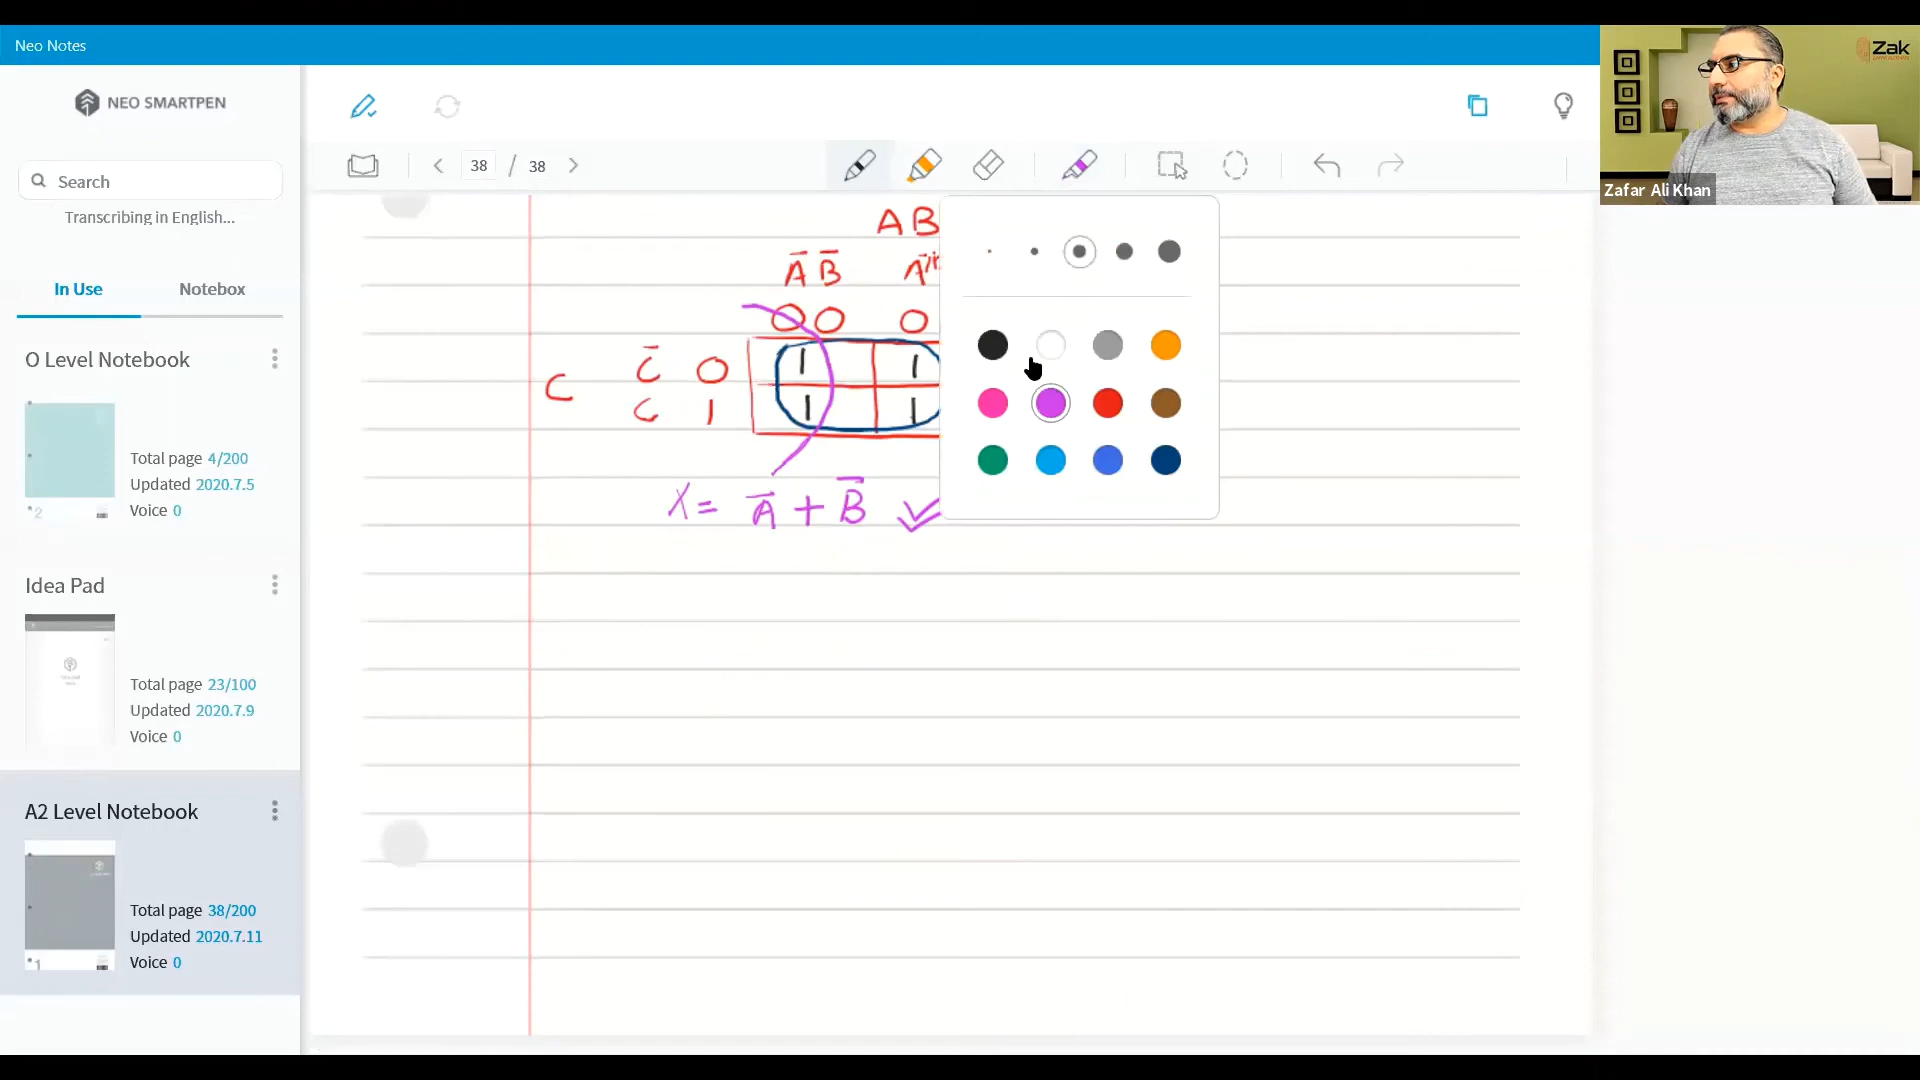 Neo Notes
Zak
NEO SMARTPEN
38 / 38
Search
Zafar Ali Khan
Transcribing in English...
In Use Notebox
O Level Notebook
Total page 4/200
Updated 2020.7.5
Voice 0
Idea Pad
Total page 23/100
Updated 2020.7.9
Voice 0
A2 Level Notebook
Total page 38/200
Updated 2020.7.11
Voice 0
AB
A̅ B̅ A̅
0 0 0
C C̅ 0 1 1
C 1 1 1
X = A̅ + B̅